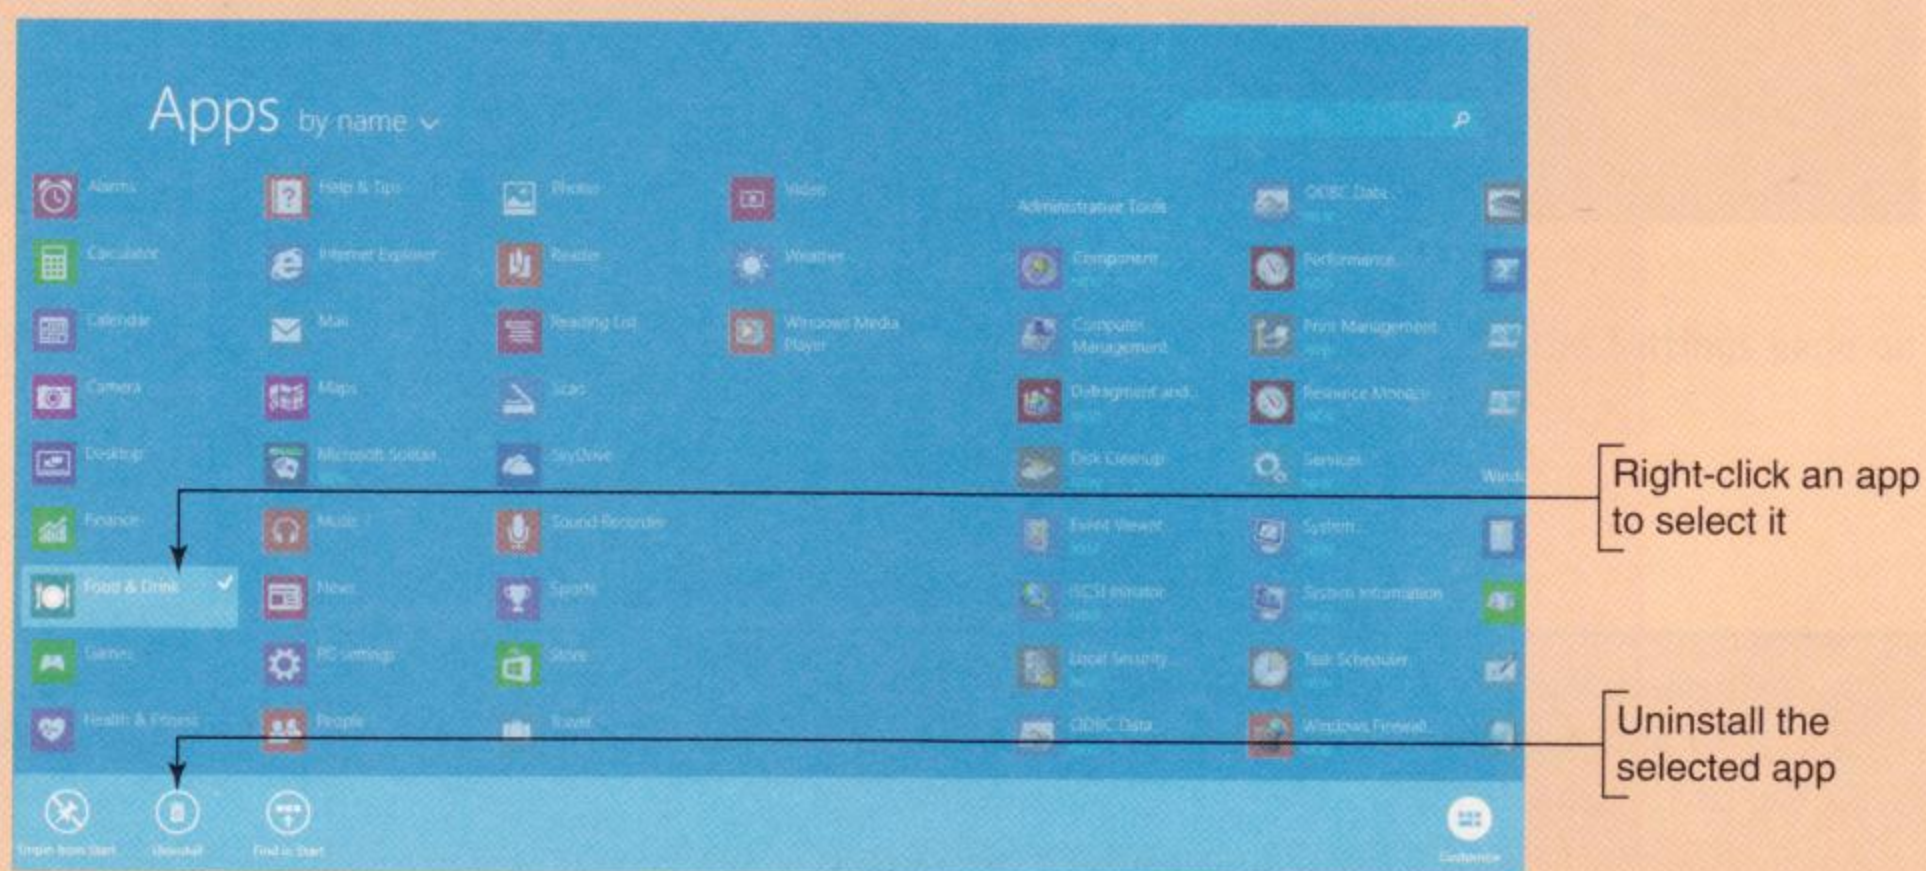 Apps by name
Alarms
Calculator
Calendar
Camera
Desktop
Finance
Food & Drink
Games
Health & Fitness
Help & Tips
Internet Explorer
Mail
Maps
Microsoft Solitair...
Music
News
PC settings
People
Photos
Reader
Reading List
Scan
SkyDrive
Sound Recorder
Sports
Store
Travel
Video
Weather
Windows Media
Player
Administrative Tools
Component...
Computer
Management
Defragment and...
Disk Cleanup
Event Viewer
iSCSI Initiator
Local Security...
ODBC Data...
ODBC Data...
Performance...
Print Management
Resource Monitor
Services
System...
System Information
Task Scheduler
Windows Firewall...
Unpin from Start
Uninstall
Find in Start
Customize
Right-click an app
to select it
Uninstall the
selected app